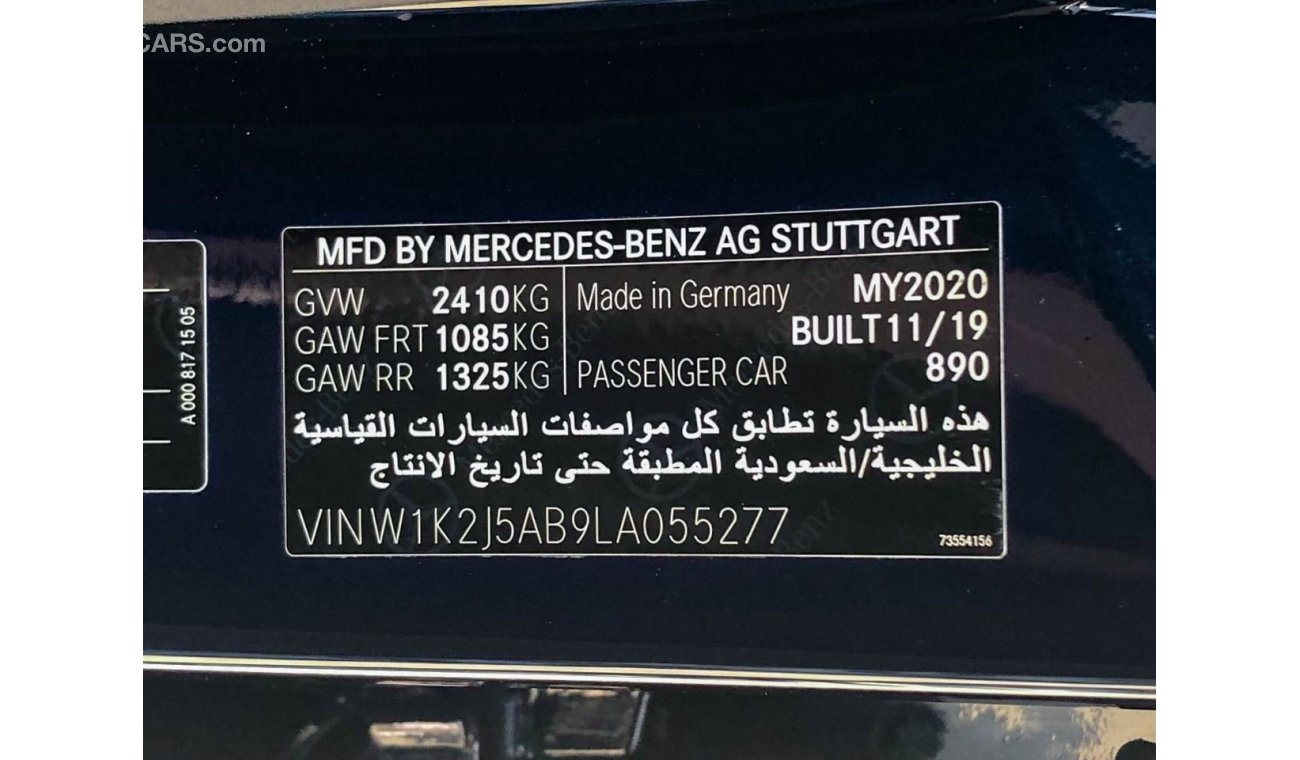 CARS.com
A 000 817 15 05
MFD BY MERCEDES-BENZ AG STUTTGART
GVW 2410KG Made in Germany MY2020
GAW FRT 1085KG BUILT11/19
GAW RR 1325KG PASSENGER CAR 890
هذه السيارة تطابق كل مواصفات السيارات القياسية
الخليجية/السعودية المطبقة حتى تاريخ الانتاج
VINW1K2J5AB9LA055277
73554156